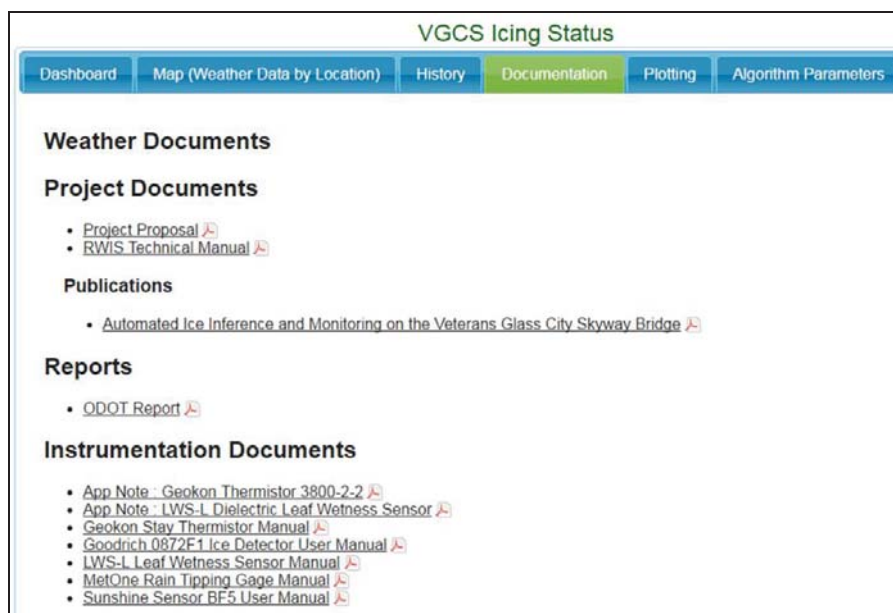 VGCS Icing Status
Dashboard Map (Weather Data by Location) History Documentation Plotting Algorithm Parameters
Weather Documents
Project Documents
Project Proposal
RWIS Technical Manual
Publications
Automated Ice Inference and Monitoring on the Veterans Glass City Skyway Bridge
Reports
ODOT Report
Instrumentation Documents
App Note : Geokon Thermistor 3800-2-2
App Note : LWS-L Dielectric Leaf Wetness Sensor
Geokon Stay Thermistor Manual
Goodrich 0872F1 Ice Detector User Manual
LWS-L Leaf Wetness Sensor Manual
MetOne Rain Tipping Gage Manual
Sunshine Sensor BF5 User Manual